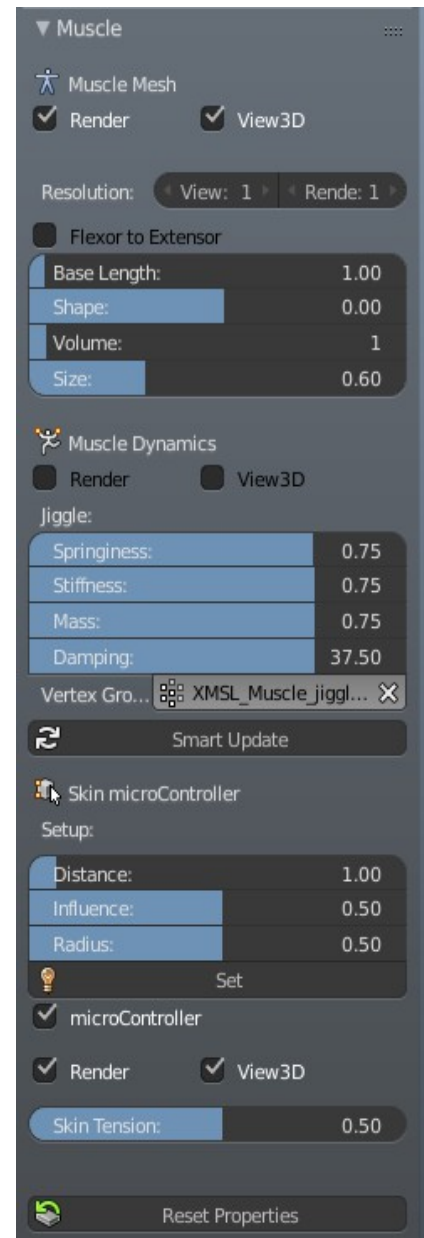 Muscle
Muscle Mesh
Render View3D
Resolution: View: 1 Rende: 1
Flexor to Extensor
Base Length: 1.00
Shape: 0.00
Volume: 1
Size: 0.60
Muscle Dynamics
Render View3D
Jiggle:
Springiness: 0.75
Stiffness: 0.75
Mass: 0.75
Damping: 37.50
Vertex Gro... XMSL_Muscle_jiggl...
Smart Update
Skin microController
Setup:
Distance: 1.00
Influence: 0.50
Radius: 0.50
Set
microController
Render View3D
Skin Tension: 0.50
Reset Properties